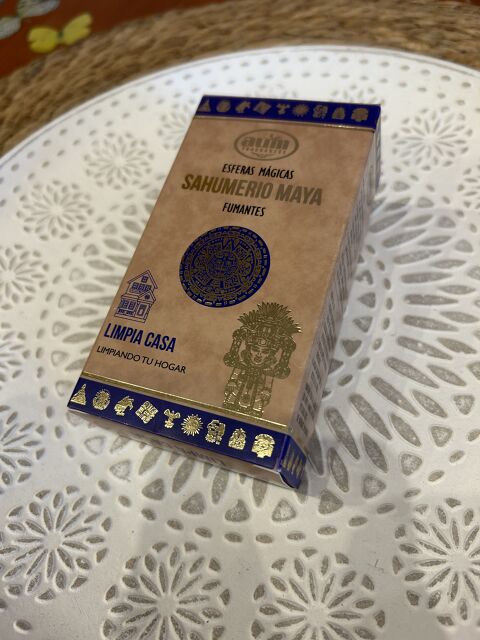 aum
ESFERAS MÁGICAS
SAHUMERIO MAYA
FUMANTES
LIMPIA CASA
LIMPIANDO TU HOGAR